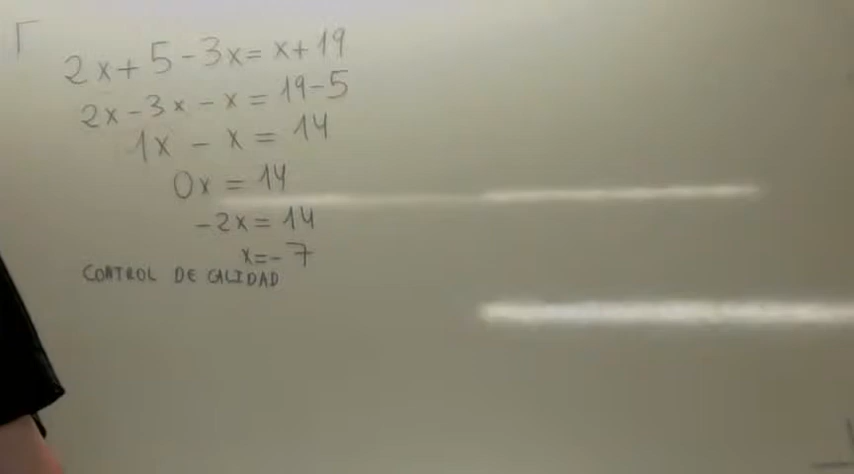 2x+5-3x=x+19
2x-3x-x=19-5
1x-x=14
0x=14
-2x=14
x=-7
CONTROL DE CALIDAD